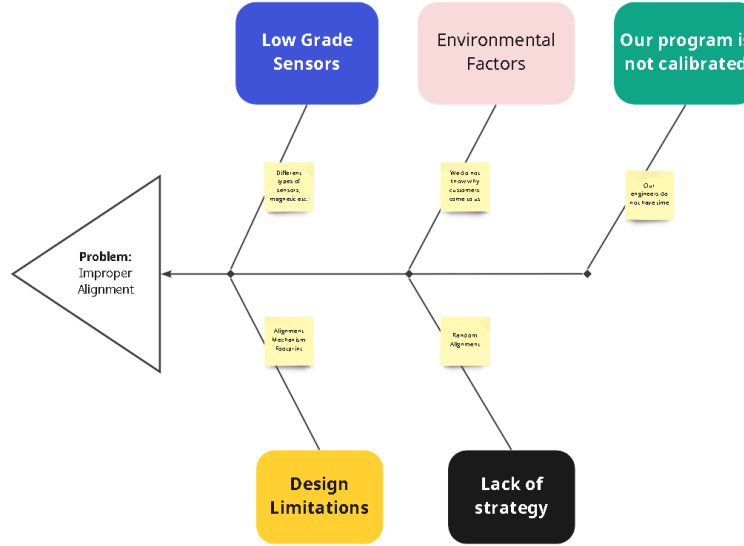 Low Grade
Sensors
Environmental
Factors
Our program is
not calibrated
Different
types of
sensors,
magnetic etc.
We do not
know why
customers
come to us
Our
engineers do
not have time
Problem:
Improper
Alignment
Alignment
Mechanism
Footprint
Random
Alignment
Design
Limitations
Lack of
strategy